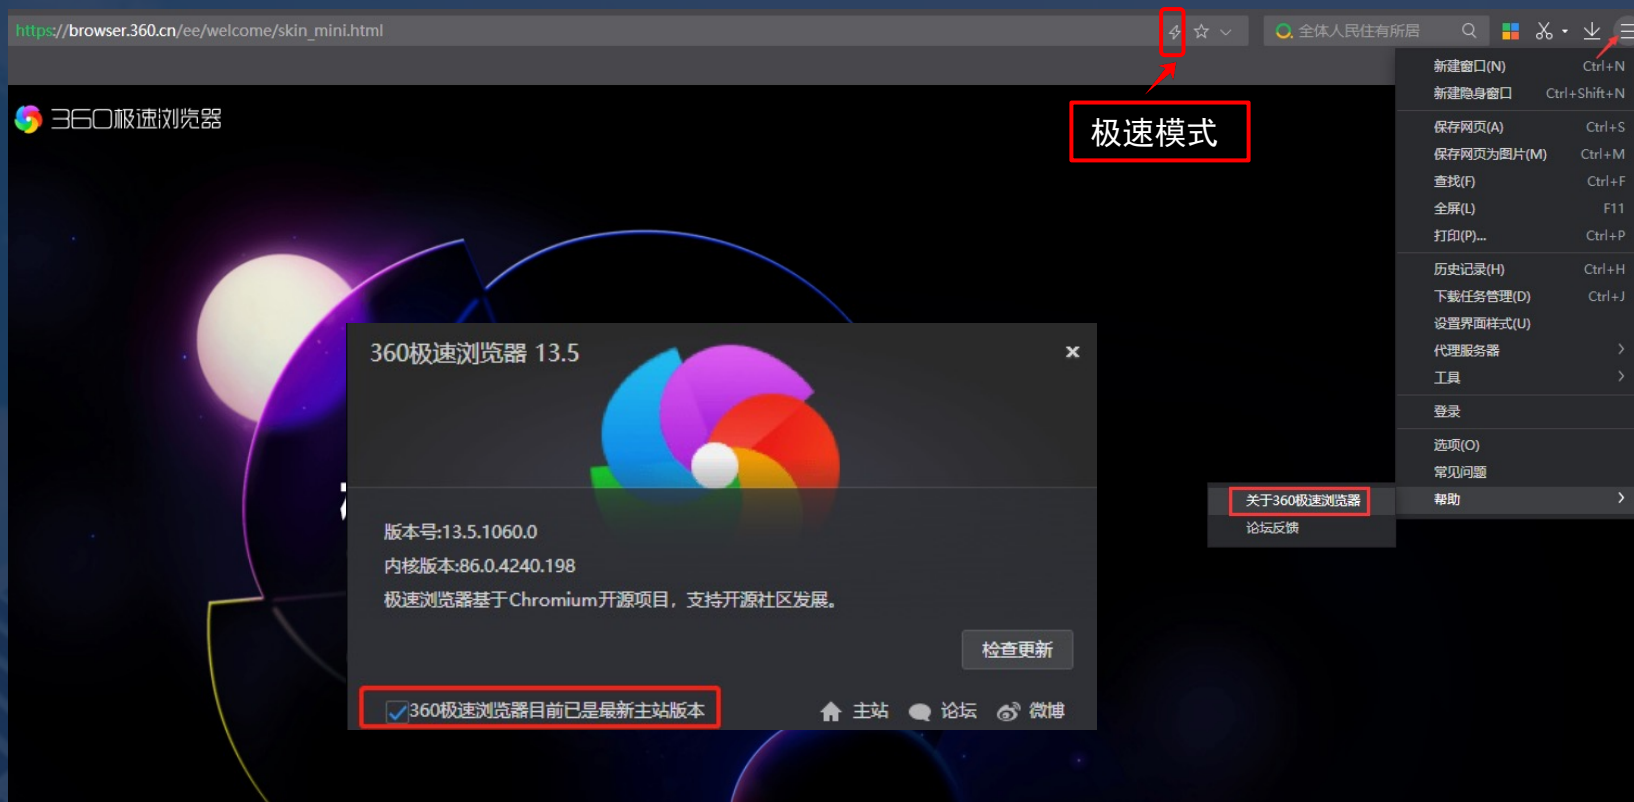 https://browser.360.cn/ee/welcome/skin_mini.html
全体人民住有所居
360极速浏览器
极速模式
新建窗口(N) Ctrl+N
新建隐身窗口 Ctrl+Shift+N
保存网页(A) Ctrl+S
保存网页为图片(M) Ctrl+M
查找(F) Ctrl+F
全屏(L) F11
打印(P)... Ctrl+P
历史记录(H) Ctrl+H
下载任务管理(D) Ctrl+J
设置界面样式(U)
代理服务器
工具
登录
选项(O)
常见问题
帮助
关于360极速浏览器
论坛反馈
360极速浏览器 13.5
版本号:13.5.1060.0
内核版本:86.0.4240.198
极速浏览器基于Chromium开源项目，支持开源社区发展。
检查更新
360极速浏览器目前已是最新主站版本
主站 论坛 微博